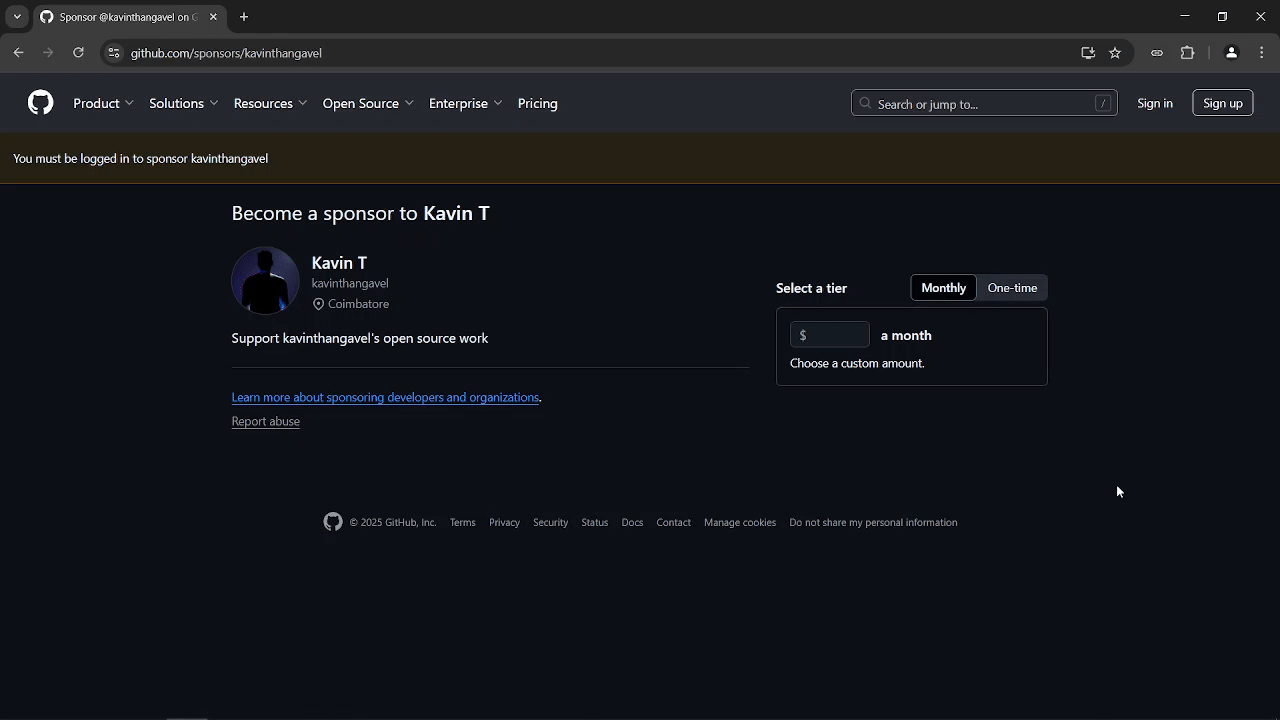 Sponsor @kavinthangavel on G
github.com/sponsors/kavinthangavel
Product
Solutions
Resources
Open Source
Enterprise
Pricing
Search or jump to...
/
Sign in
Sign up
You must be logged in to sponsor kavinthangavel
Become a sponsor to Kavin T
Kavin T
kavinthangavel
Coimbatore
Support kavinthangavel's open source work
Learn more about sponsoring developers and organizations.
Report abuse
Select a tier
Monthly
One-time
$ a month
Choose a custom amount.
© 2025 GitHub, Inc.
Terms
Privacy
Security
Status
Docs
Contact
Manage cookies
Do not share my personal information